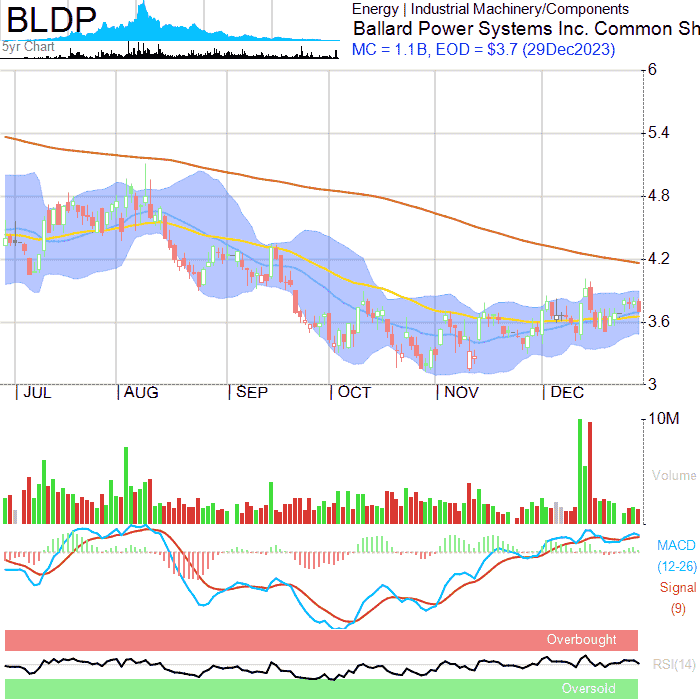 BLDP
5yr Chart
Energy | Industrial Machinery/Components
Ballard Power Systems Inc. Common Sh
MC = 1.1B, EOD = $3.7 (29Dec2023)
6
5.4
4.8
4.2
3.6
3
| JUL | AUG | SEP | OCT | NOV | DEC
10M
Volume
MACD
(12-26)
Signal
(9)
Overbought
RSI(14)
Oversold